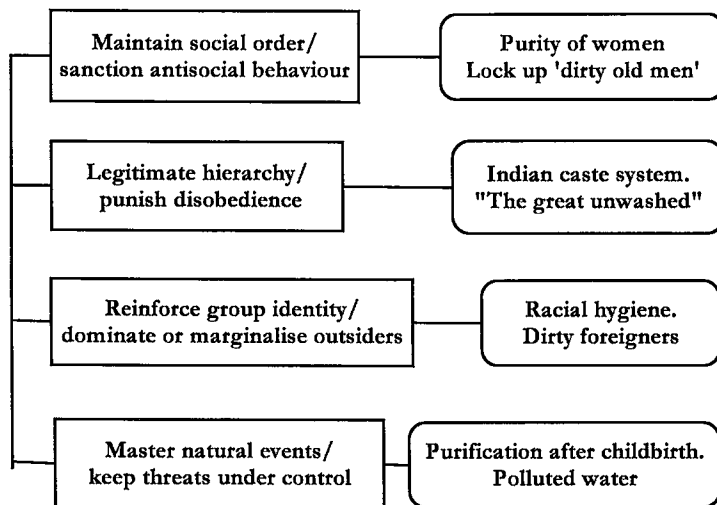 Maintain social order/
sanction antisocial behaviour
Purity of women
Lock up 'dirty old men'
Legitimate hierarchy/
punish disobedience
Indian caste system.
"The great unwashed"
Reinforce group identity/
dominate or marginalise outsiders
Racial hygiene.
Dirty foreigners
Master natural events/
keep threats under control
Purification after childbirth.
Polluted water